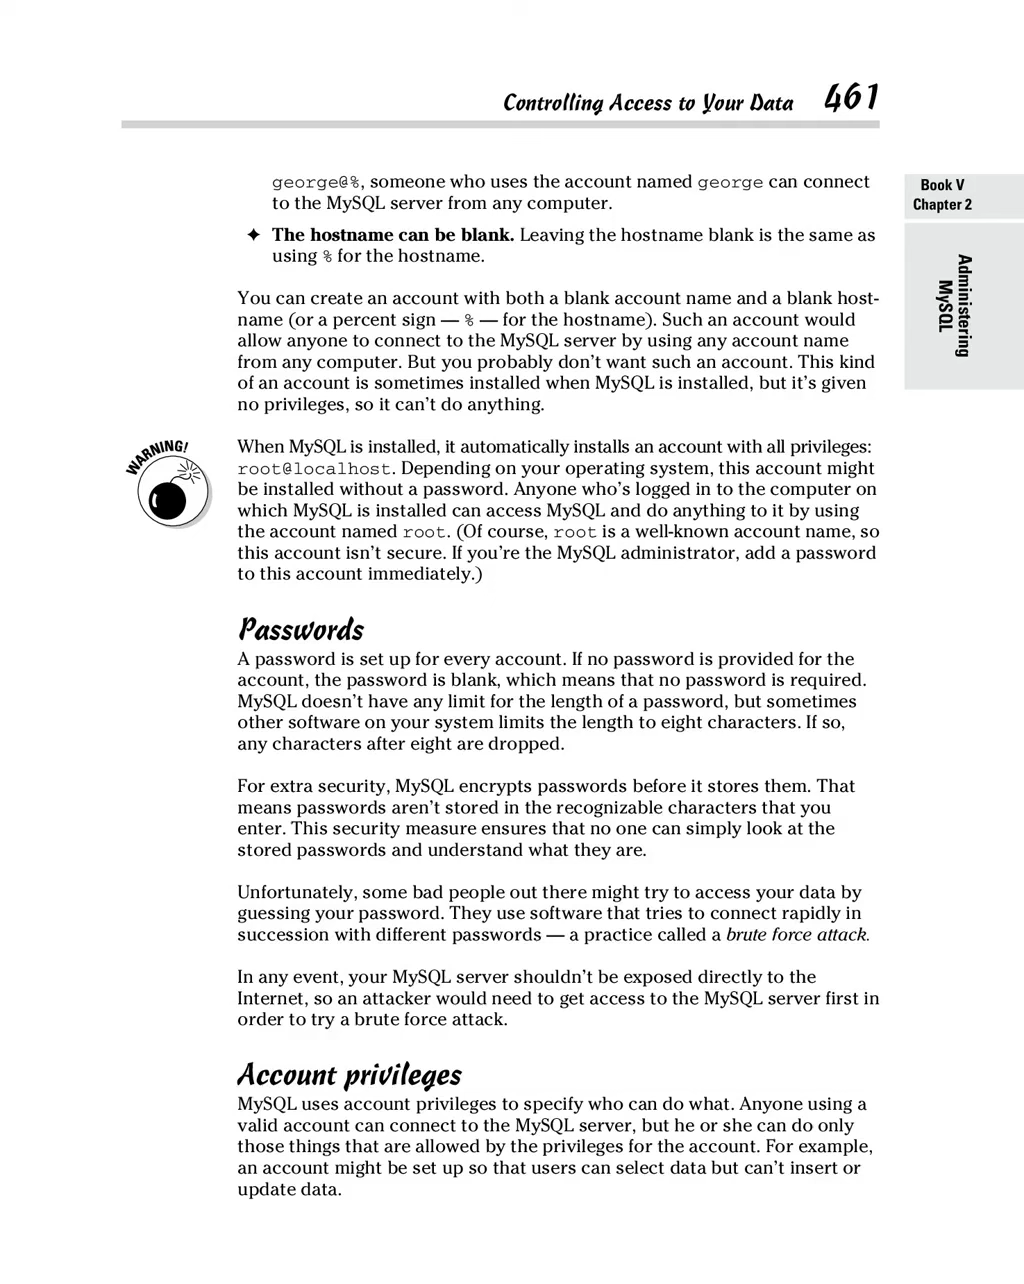 Controlling Access to Your Data 461
george@%, someone who uses the account named george can connect
to the MySQL server from any computer.
✦ The hostname can be blank. Leaving the hostname blank is the same as
using % for the hostname.
You can create an account with both a blank account name and a blank host-
name (or a percent sign — % — for the hostname). Such an account would
allow anyone to connect to the MySQL server by using any account name
from any computer. But you probably don't want such an account. This kind
of an account is sometimes installed when MySQL is installed, but it's given
no privileges, so it can't do anything.
WARNING!
When MySQL is installed, it automatically installs an account with all privileges:
root@localhost. Depending on your operating system, this account might
be installed without a password. Anyone who's logged in to the computer on
which MySQL is installed can access MySQL and do anything to it by using
the account named root. (Of course, root is a well-known account name, so
this account isn't secure. If you're the MySQL administrator, add a password
to this account immediately.)
Passwords
A password is set up for every account. If no password is provided for the
account, the password is blank, which means that no password is required.
MySQL doesn't have any limit for the length of a password, but sometimes
other software on your system limits the length to eight characters. If so,
any characters after eight are dropped.
For extra security, MySQL encrypts passwords before it stores them. That
means passwords aren't stored in the recognizable characters that you
enter. This security measure ensures that no one can simply look at the
stored passwords and understand what they are.
Unfortunately, some bad people out there might try to access your data by
guessing your password. They use software that tries to connect rapidly in
succession with different passwords — a practice called a brute force attack.
In any event, your MySQL server shouldn't be exposed directly to the
Internet, so an attacker would need to get access to the MySQL server first in
order to try a brute force attack.
Account privileges
MySQL uses account privileges to specify who can do what. Anyone using a
valid account can connect to the MySQL server, but he or she can do only
those things that are allowed by the privileges for the account. For example,
an account might be set up so that users can select data but can't insert or
update data.
Book V
Chapter 2
Administering
MySQL